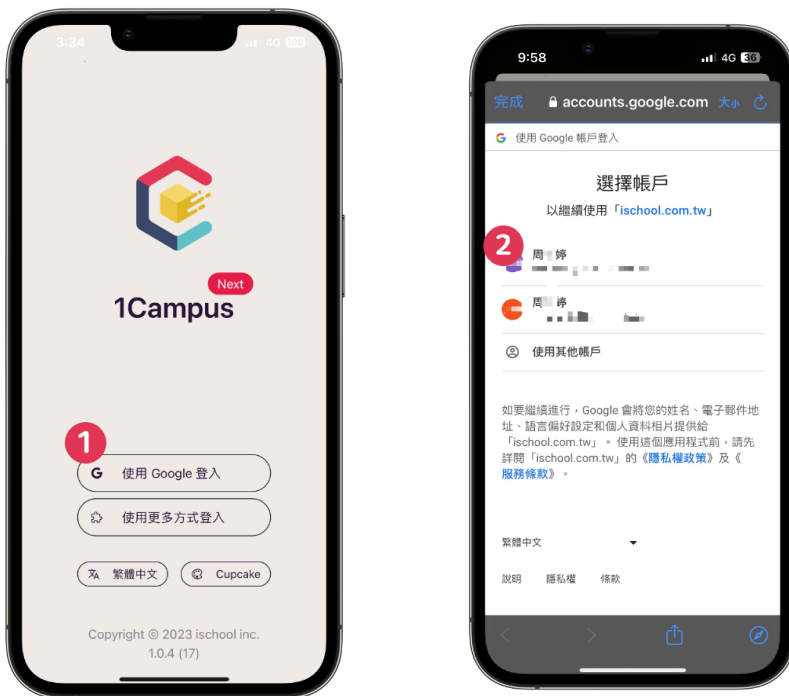 3:34
4G 100
Next
1Campus
1
使用 Google 登入
使用更多方式登入
繁體中文
Cupcake
Copyright © 2023 ischool inc.
1.0.4 (17)
9:58
4G 36
完成
accounts.google.com
大小
使用 Google 帳戶登入
選擇帳戶
以繼續使用「ischool.com.tw」
2
周 婷
周 婷
使用其他帳戶
如要繼續進行，Google 會將您的姓名、電子郵件地
址、語言偏好設定和個人資料相片提供給
「ischool.com.tw」。 使用這個應用程式前，請先
詳閱「ischool.com.tw」的《隱私權政策》及《
服務條款》。
繁體中文
說明 隱私權 條款